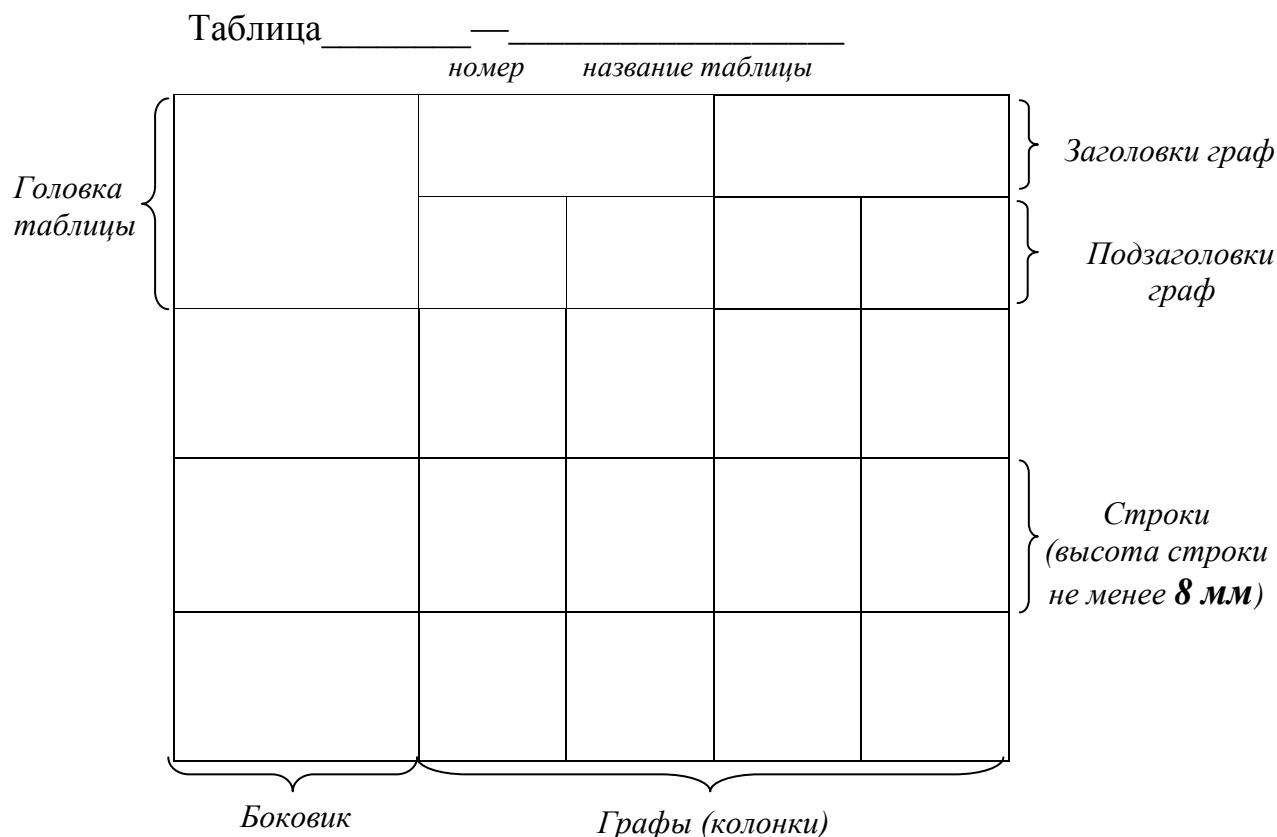 Таблица________—__________________
номер название таблицы
Заголовки граф
Головка
таблицы
Подзаголовки
граф
Строки
(высота строки
не менее 8 мм)
Боковик
Графы (колонки)